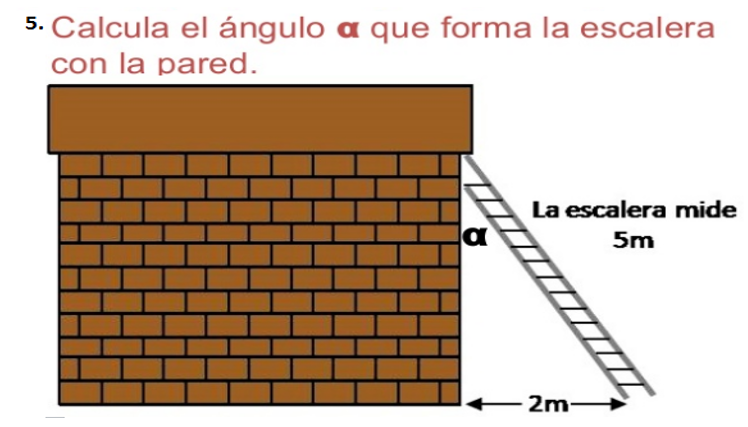 5. Calcula el ángulo α que forma la escalera
con la pared.
La escalera mide
5m
α
2m